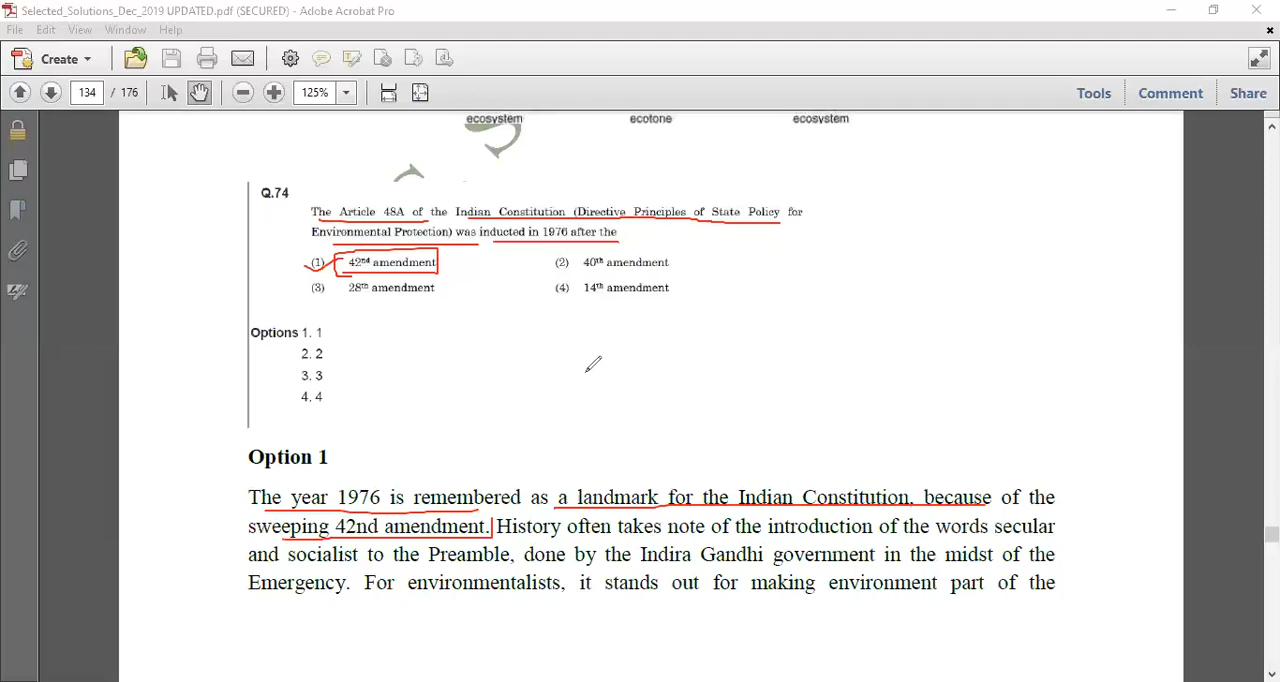 Selected_Solutions_Dec_2019 UPDATED.pdf (SECURED) - Adobe Acrobat Pro
File Edit View Window Help
Create
134 / 176 125% Tools Comment Share
ecosystem ecotone ecosystem
Q.74
The Article 48A of the Indian Constitution (Directive Principles of State Policy for
Environmental Protection) was inducted in 1976 after the
(1) 42nd amendment (2) 40th amendment
(3) 28th amendment (4) 14th amendment
Options 1. 1
2. 2
3. 3
4. 4
Option 1
The year 1976 is remembered as a landmark for the Indian Constitution, because of the
sweeping 42nd amendment. History often takes note of the introduction of the words secular
and socialist to the Preamble, done by the Indira Gandhi government in the midst of the
Emergency. For environmentalists, it stands out for making environment part of the